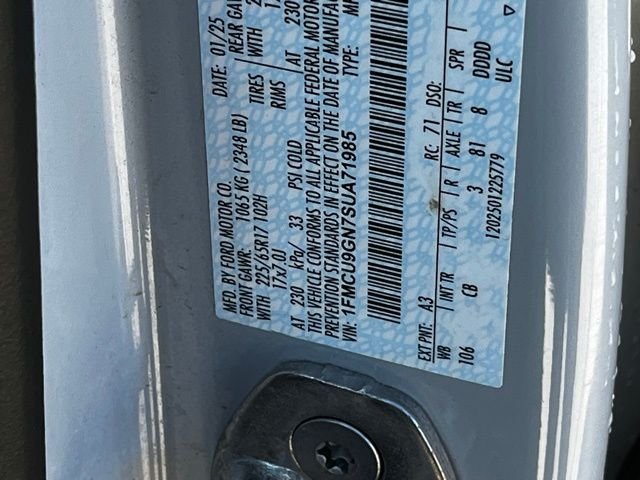 MFD. BY FORD MOTOR CO.
DATE: 01/25
FRONT GAWR: 1065 KG ( 2348 LB)
REAR GA
WITH
225/65R17 102H
TIRES
WITH 2
17x7.0J
RIMS
AT 230 kPa/ 33 PSI COLD
AT 230
THIS VEHICLE CONFORMS TO ALL APPLICABLE FEDERAL MOTOR
PREVENTION STANDARDS IN EFFECT ON THE DATE OF MANUFA
VIN: 1FMCU9GN7SUA71985
TYPE: MP
EXT PNT: A3 RC: 71 DSO:
WB INT TR TP/PS R AXLE TR SPR
106 CB 3 81 8 DDDD
120250122S779 ULC